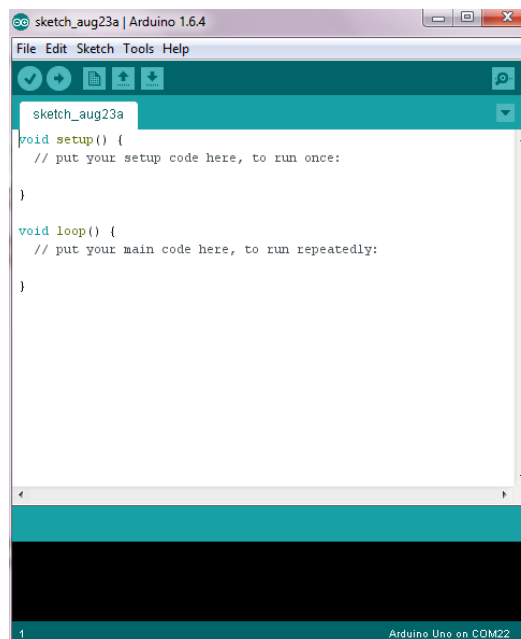 sketch_aug23a | Arduino 1.6.4
File Edit Sketch Tools Help
sketch_aug23a
void setup() {
  // put your setup code here, to run once:
}
void loop() {
  // put your main code here, to run repeatedly:
}
1 Arduino Uno on COM22